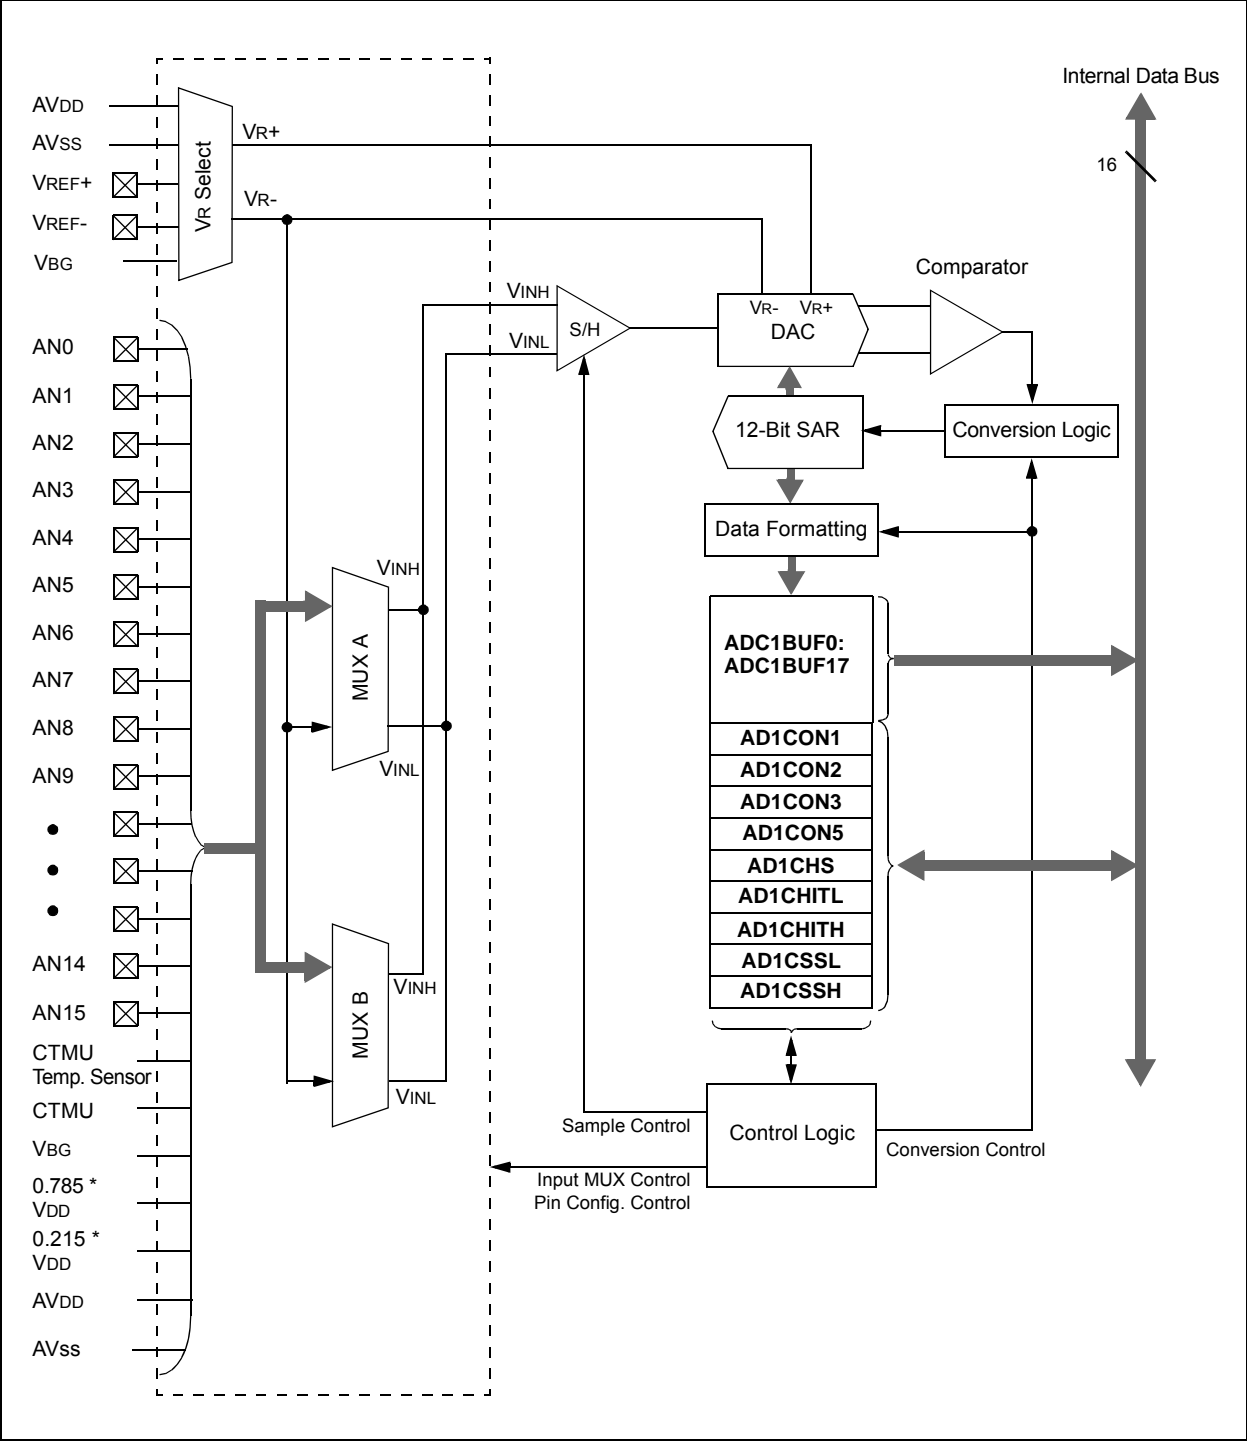 Internal Data Bus
16
AVDD
AVSS
VREF+
VREF-
VBG
VR Select
VR+
VR-
Comparator
VINH
VINL
S/H
VR- VR+
DAC
12-Bit SAR
Conversion Logic
Data Formatting
AN0
AN1
AN2
AN3
AN4
AN5
AN6
AN7
AN8
AN9
AN14
AN15
CTMU
Temp. Sensor
CTMU
VBG
0.785 *
VDD
0.215 *
VDD
AVDD
AVss
VINH
MUX A
VINL
VINH
MUX B
VINL
ADC1BUF0:
ADC1BUF17
AD1CON1
AD1CON2
AD1CON3
AD1CON5
AD1CHS
AD1CHITL
AD1CHITH
AD1CSSL
AD1CSSH
Sample Control
Control Logic
Conversion Control
Input MUX Control
Pin Config. Control